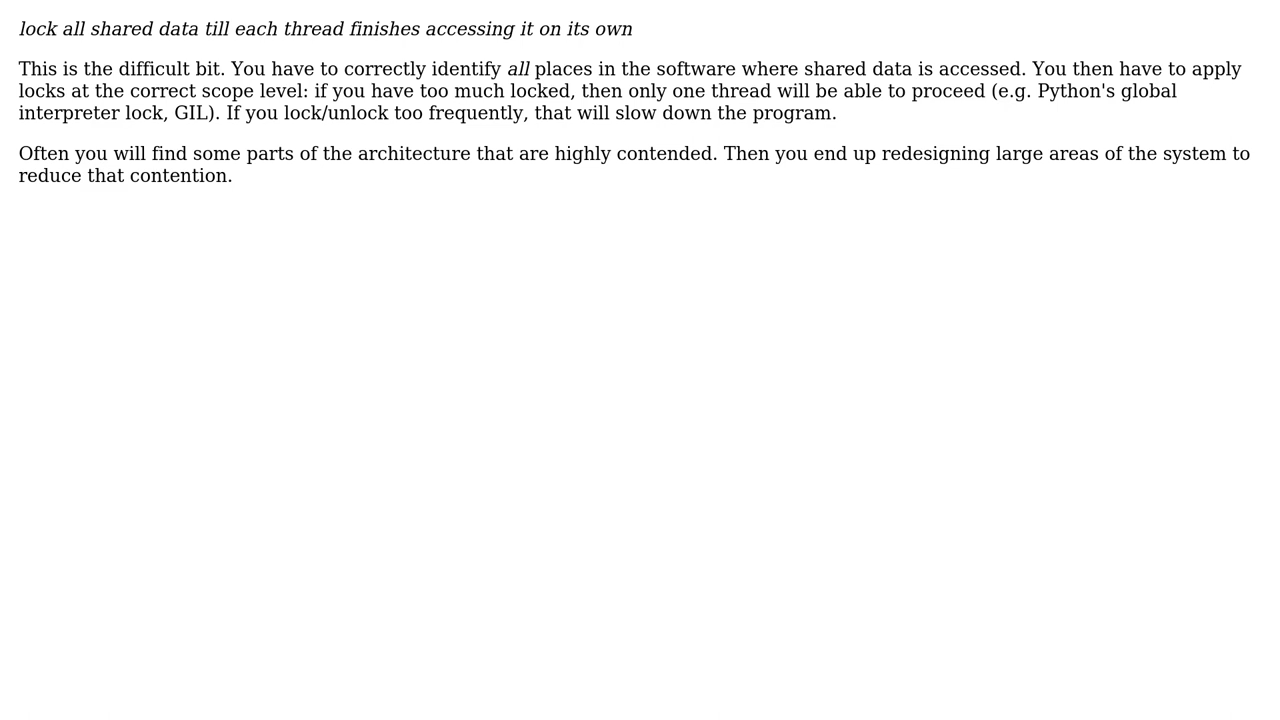 lock all shared data till each thread finishes accessing it on its own
This is the difficult bit. You have to correctly identify all places in the software where shared data is accessed. You then have to apply
locks at the correct scope level: if you have too much locked, then only one thread will be able to proceed (e.g. Python's global
interpreter lock, GIL). If you lock/unlock too frequently, that will slow down the program.
Often you will find some parts of the architecture that are highly contended. Then you end up redesigning large areas of the system to
reduce that contention.